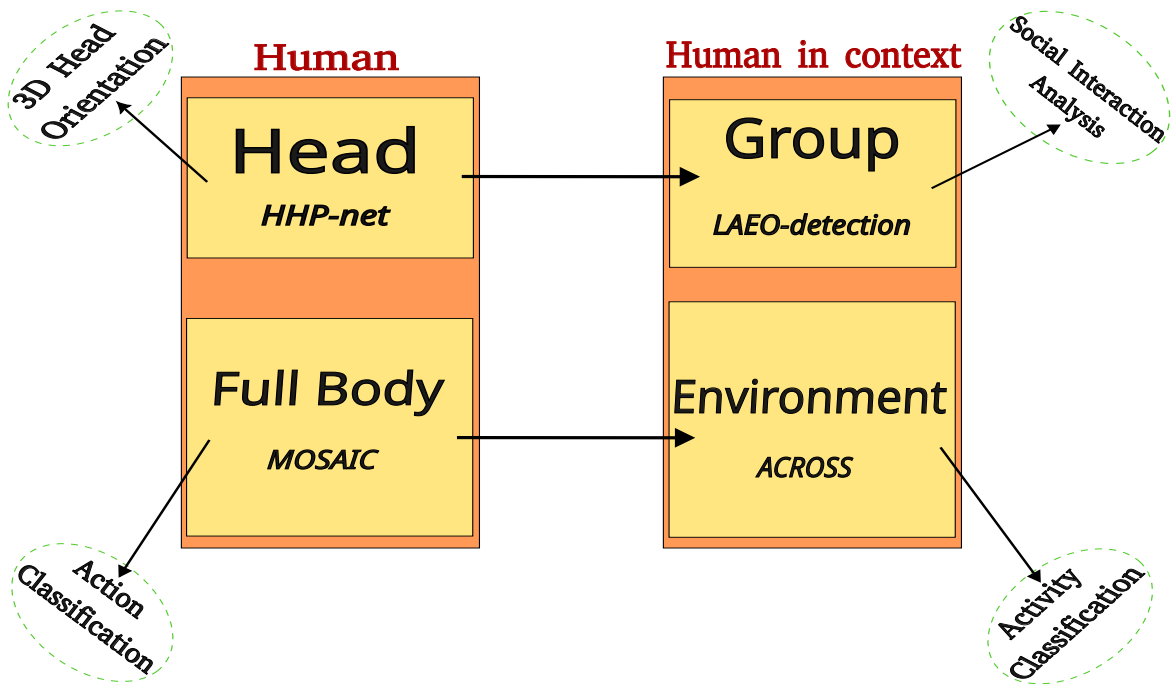 3D Head
Orientation
Human
Head
HHP-net
Full Body
MOSAIC
Action
Classification
Human in context
Group
LAEO-detection
Environment
ACROSS
Social Interaction
Analysis
Activity
Classification